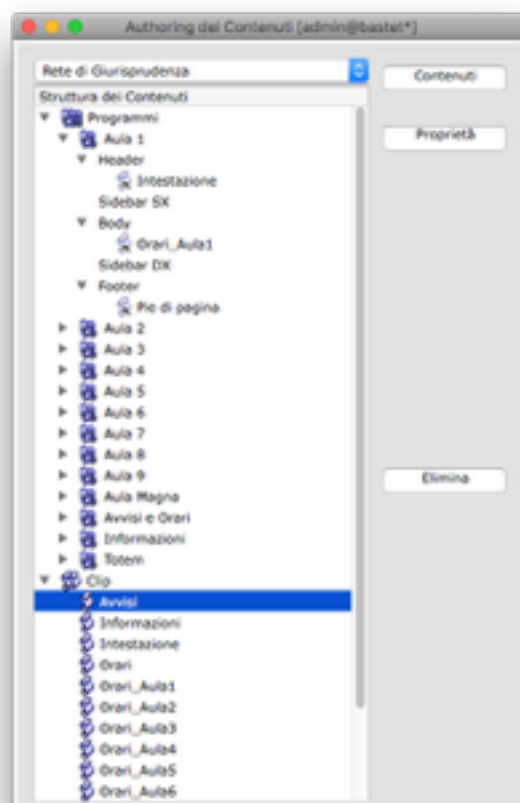 Authoring dei Contenuti [admin@bastet*]
Rete di Giurisprudenza
Contenuti
Struttura dei Contenuti
Programmi
Proprietà
Aula 1
Header
Intestazione
Sidebar SX
Body
Orari_Aula1
Sidebar DX
Footer
Pie di pagina
Aula 2
Aula 3
Aula 4
Aula 5
Aula 6
Aula 7
Aula 8
Aula 9
Elimina
Aula Magna
Avvisi e Orari
Informazioni
Totem
Clip
Avvisi
Informazioni
Intestazione
Orari
Orari_Aula1
Orari_Aula2
Orari_Aula3
Orari_Aula4
Orari_Aula5
Orari_Aula6